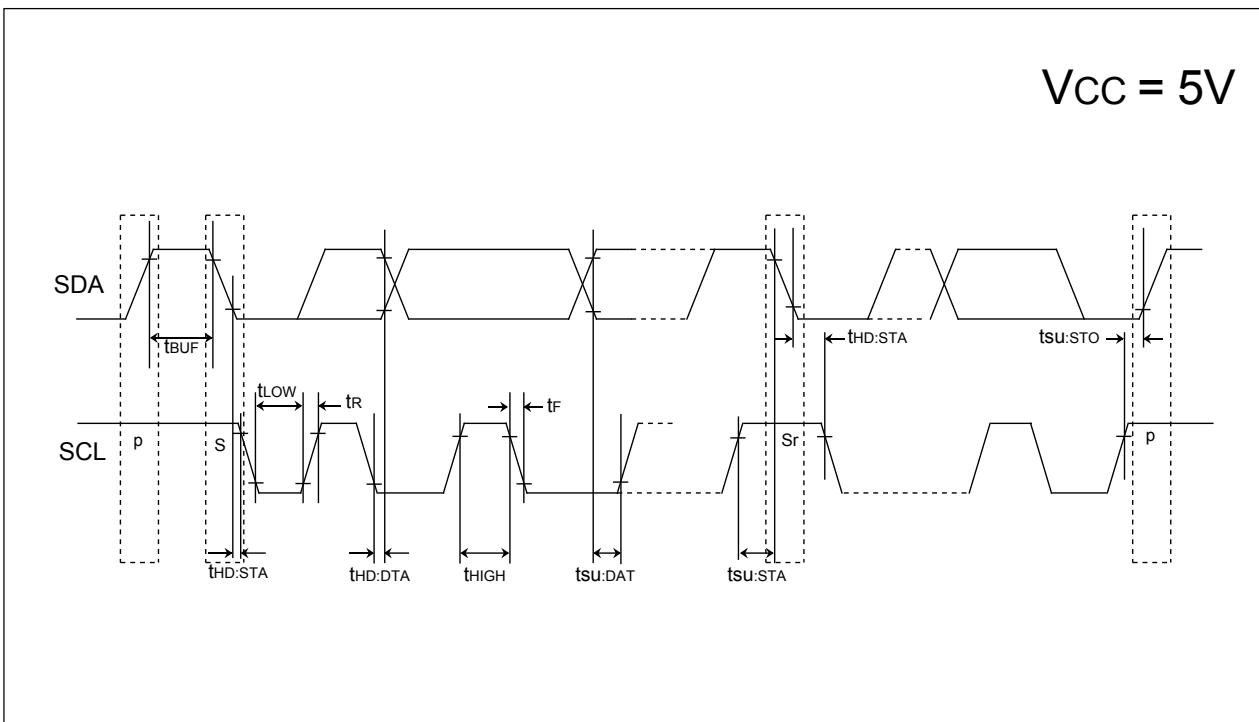 VCC = 5V
SDA
tBUF
tHD:STA
tsu:STO
tLOW
tR
tF
SCL
p
S
Sr
p
tHD:STA
tHD:DTA
tHIGH
tsu:DAT
tsu:STA